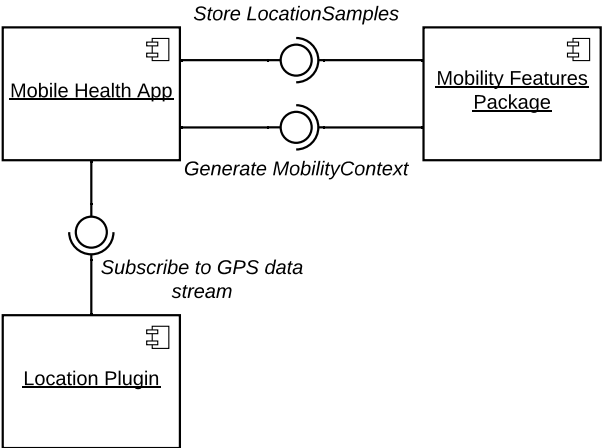 Store LocationSamples
Mobile Health App
Mobility Features
Package
Generate MobilityContext
Subscribe to GPS data
stream
Location Plugin